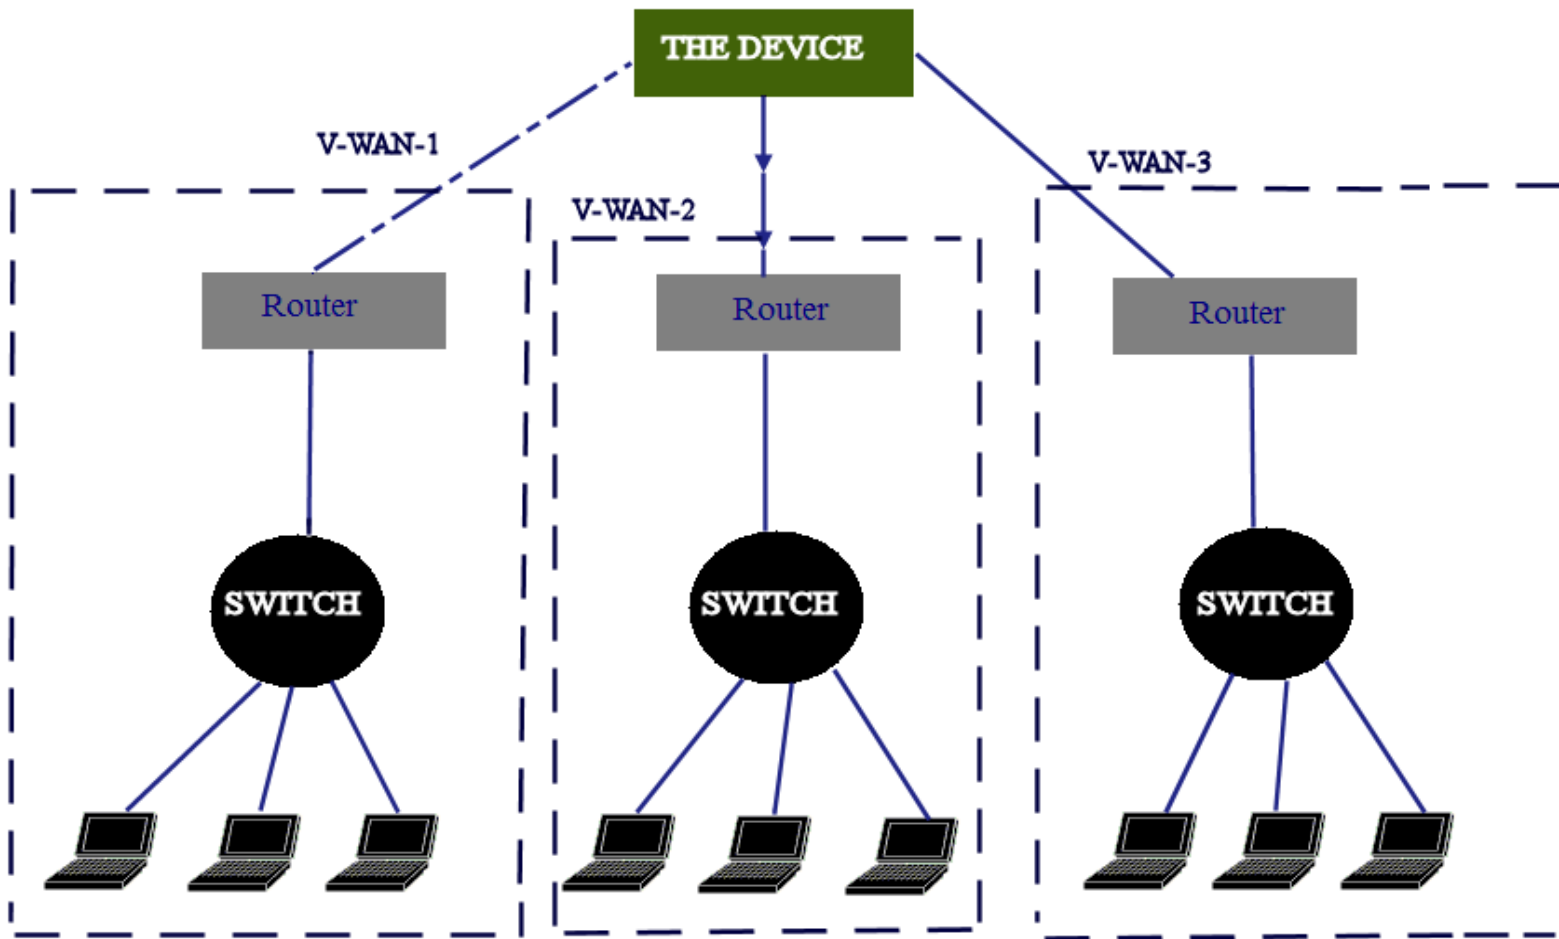 THE DEVICE
V-WAN-1
V-WAN-3
V-WAN-2
Router
Router
Router
SWITCH
SWITCH
SWITCH